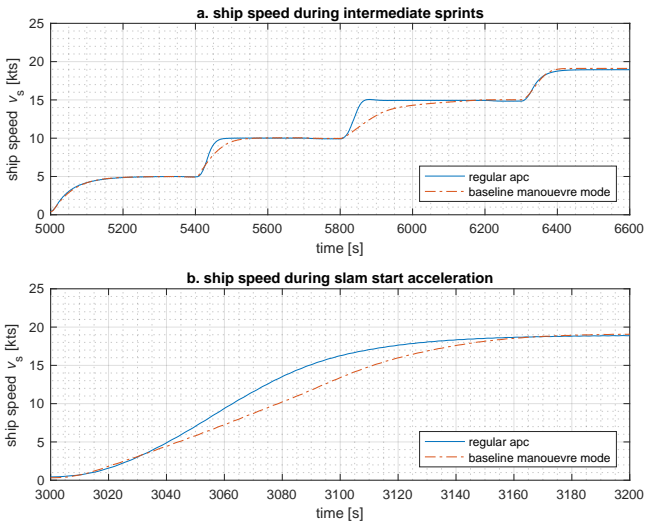 a. ship speed during intermediate sprints
25
20
15
10
5
0
ship speed v_s [kts]
5000 5200 5400 5600 5800 6000 6200 6400 6600
time [s]
regular apc
baseline manouevre mode
b. ship speed during slam start acceleration
25
20
15
10
5
0
ship speed v_s [kts]
3000 3020 3040 3060 3080 3100 3120 3140 3160 3180 3200
time [s]
regular apc
baseline manouevre mode